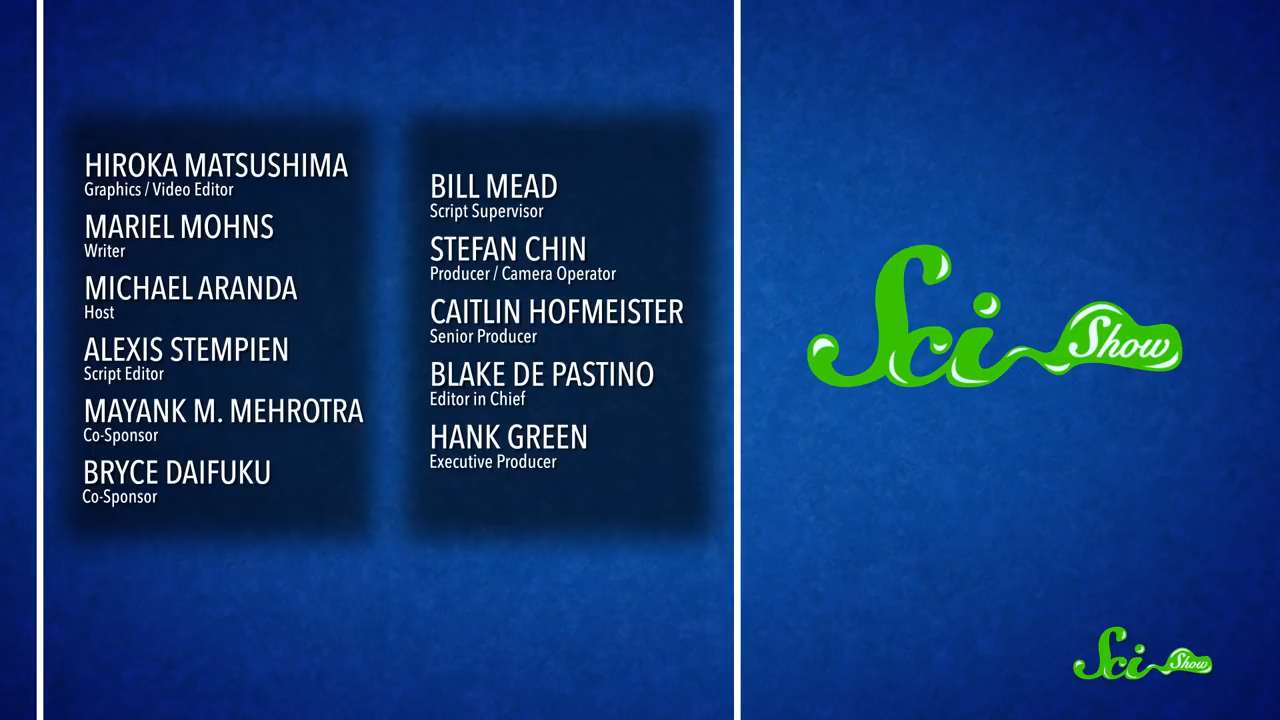 HIROKA MATSUSHIMA
Graphics / Video Editor
MARIEL MOHNS
Writer
MICHAEL ARANDA
Host
ALEXIS STEMPIEN
Script Editor
MAYANK M. MEHROTRA
Co-Sponsor
BRYCE DAIFUKU
Co-Sponsor
BILL MEAD
Script Supervisor
STEFAN CHIN
Producer / Camera Operator
CAITLIN HOFMEISTER
Senior Producer
BLAKE DE PASTINO
Editor in Chief
HANK GREEN
Executive Producer
Sci Show
Sci Show